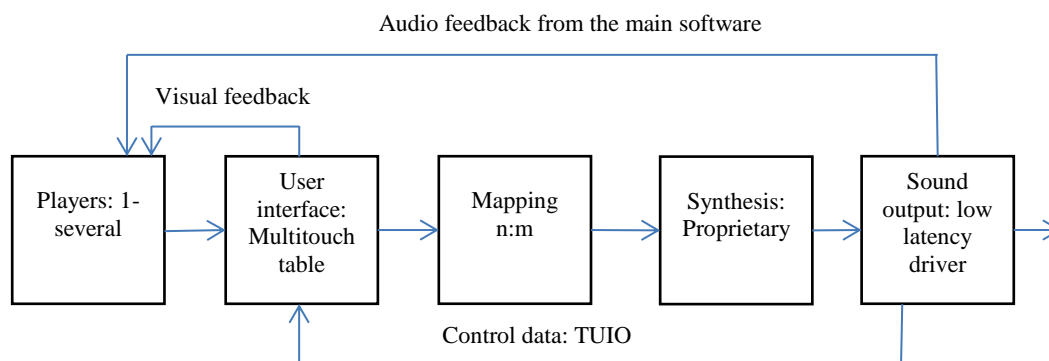 Audio feedback from the main software
Visual feedback
Players: 1-
several
User
interface:
Multitouch
table
Mapping
n:m
Synthesis:
Proprietary
Sound
output: low
latency
driver
Control data: TUIO